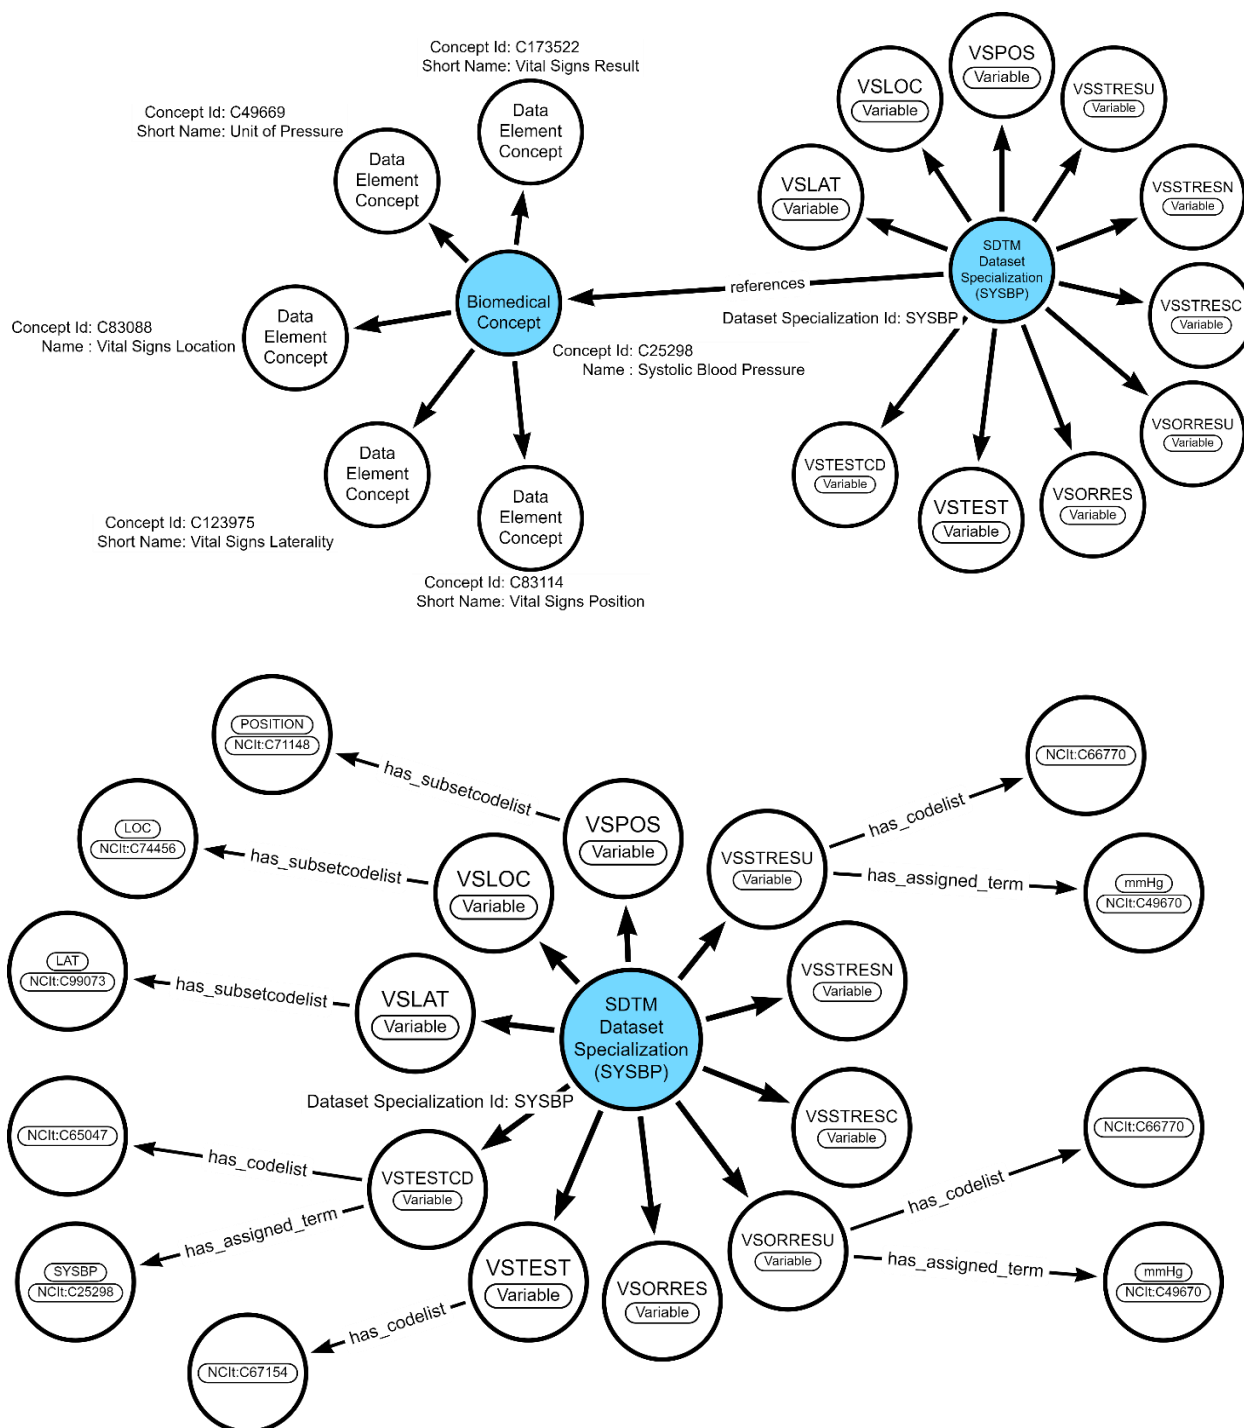 Concept Id: C173522
Short Name: Vital Signs Result
Concept Id: C49669
Short Name: Unit of Pressure
Data
Element
Concept
Data
Element
Concept
Concept Id: C83088
Name : Vital Signs Location
Data
Element
Concept
Biomedical
Concept
Concept Id: C25298
Name : Systolic Blood Pressure
Data
Element
Concept
Concept Id: C123975
Short Name: Vital Signs Laterality
Data
Element
Concept
Concept Id: C83114
Short Name: Vital Signs Position
references
VSPOS
Variable
VSLOC
Variable
VSSTRESU
Variable
VSLAT
Variable
VSSTRESN
Variable
SDTM
Dataset
Specialization
(SYSBP)
Dataset Specialization Id: SYSBP
VSSTRESC
Variable
VSORRESU
Variable
VSTESTCD
Variable
VSTEST
Variable
VSORRES
Variable
POSITION
NCIt:C71148
has_subsetcodelist
VSPOS
Variable
LOC
NCIt:C74456
has_subsetcodelist
VSLOC
Variable
LAT
NCIt:C99073
has_subsetcodelist
VSLAT
Variable
VSSTRESU
Variable
has_codelist
NCIt:C66770
has_assigned_term
mmHg
NCIt:C49670
VSSTRESN
Variable
SDTM
Dataset
Specialization
(SYSBP)
Dataset Specialization Id: SYSBP
VSSTRESC
Variable
NCIt:C65047
has_codelist
VSTESTCD
Variable
has_assigned_term
SYSBP
NCIt:C25298
VSTEST
Variable
has_codelist
NCIt:C67154
VSORRES
Variable
VSORRESU
Variable
has_codelist
NCIt:C66770
has_assigned_term
mmHg
NCIt:C49670